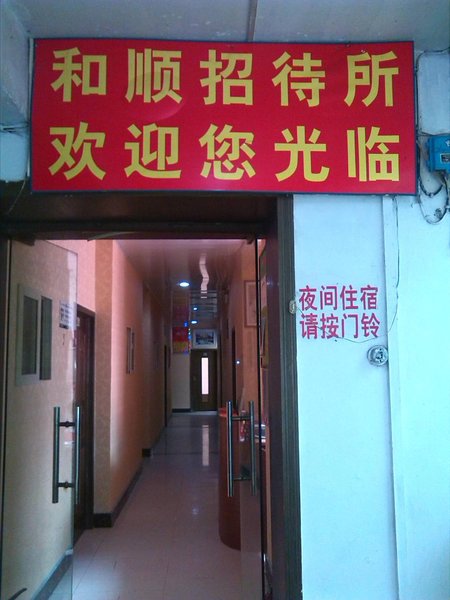 和顺招待所
欢迎您光临
夜间住宿
请按门铃